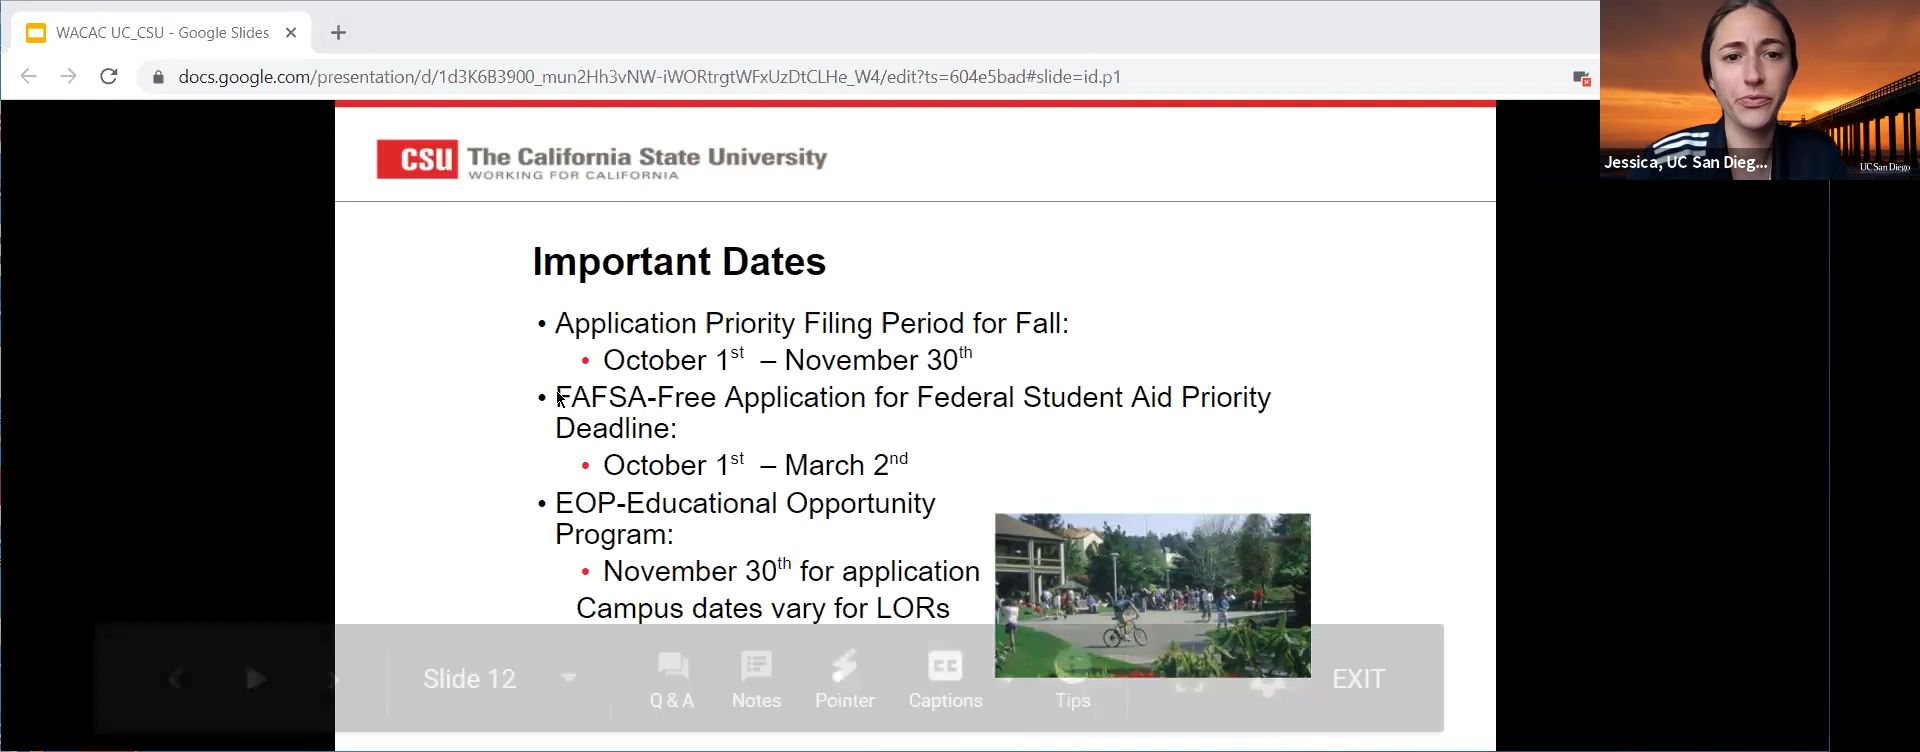 WACAC UC_CSU - Google Slides
docs.google.com/presentation/d/1d3K6B3900_mun2Hh3vNW-iWORtrgtWFxUzDtCLHe_W4/edit?ts=604e5bad#slide=id.p1
Jessica, UC San Dieg...
UC San Diego
CSU The California State University
WORKING FOR CALIFORNIA
Important Dates
• Application Priority Filing Period for Fall:
• October 1st – November 30th
• FAFSA-Free Application for Federal Student Aid Priority
Deadline:
• October 1st – March 2nd
• EOP-Educational Opportunity
Program:
• November 30th for application
Campus dates vary for LORs
Slide 12
Q & A
Notes
Pointer
CC
Captions
Tips
EXIT